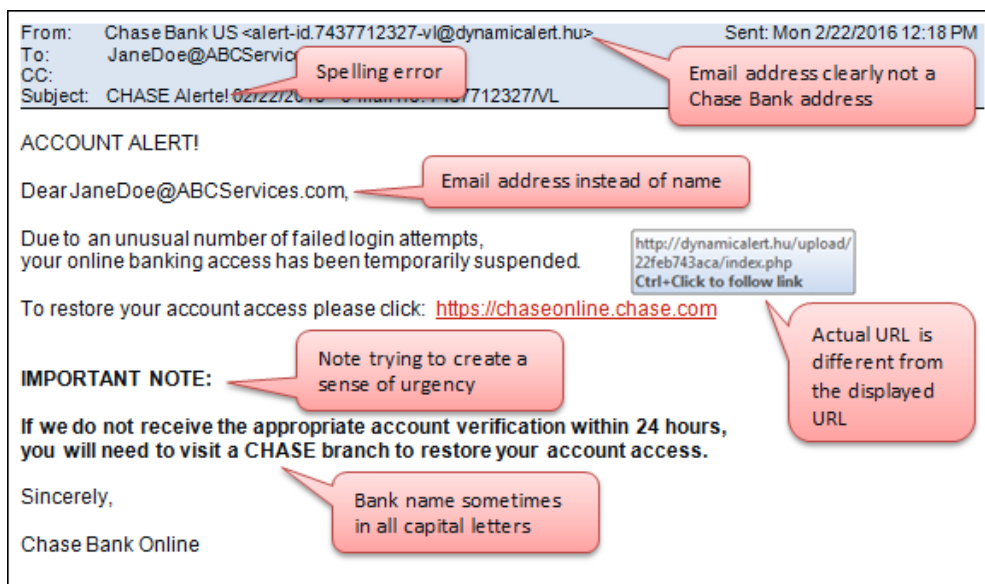 From: Chase Bank US <alert-id.7437712327-vl@dynamicalert.hu> Sent: Mon 2/22/2016 12:18 PM
To: JaneDoe@ABCServic
CC:
Subject: CHASE Alerte! 02/22/2016 7437712327/VL
Spelling error
Email address clearly not a
Chase Bank address
ACCOUNT ALERT!
Dear JaneDoe@ABCServices.com,
Email address instead of name
Due to an unusual number of failed login attempts,
your online banking access has been temporarily suspended.
http://dynamicalert.hu/upload/
22feb743aca/index.php
Ctrl+Click to follow link
To restore your account access please click: https://chaseonline.chase.com
Actual URL is
different from
the displayed
URL
Note trying to create a
sense of urgency
IMPORTANT NOTE:
If we do not receive the appropriate account verification within 24 hours,
you will need to visit a CHASE branch to restore your account access.
Bank name sometimes
in all capital letters
Sincerely,
Chase Bank Online